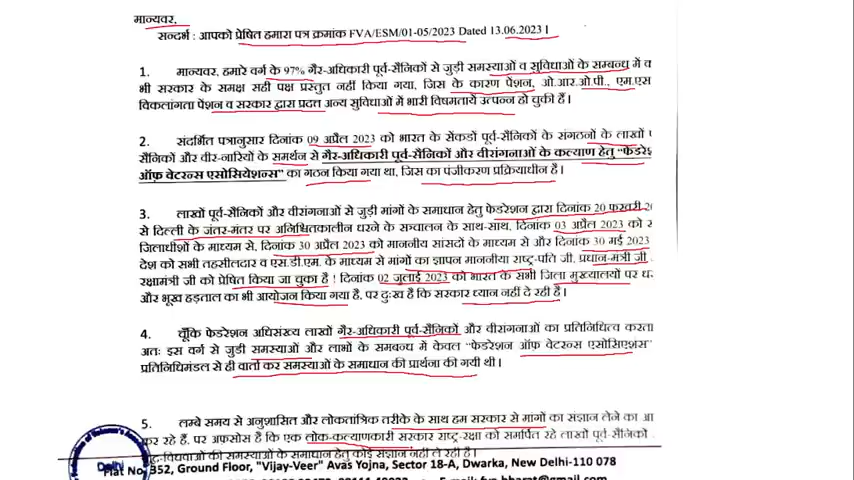 मान्यवर,
सन्दर्भ : आपको प्रेषित हमारा पत्र क्रमांक FVA/ESM/01-05/2023 Dated 13.06.2023 |
1. मान्यवर, हमारे वर्ग के 97% गैर-अधिकारी पूर्व-सैनिकों से जुड़ी समस्याओ व सुविधाओं के सम्बन्ध में व
भी सरकार के समक्ष सही पक्ष प्रस्तुत नहीं किया गया, जिस के कारण पेंशन, ओ.आर.ओ.पी., एम.एस
विकलांगता पेंशन व सरकार द्वारा प्रदत्त अन्य सुविधाओं में भारी विषमतायें उत्पन्न हो चुकी हैं ।
2. संदर्भित पत्रानुसार दिनांक 09 अप्रैल 2023 को भारत के सेंकडों पूर्व-सैनिकों के संगठनों के लाखों
सैनिकों और वीर-नारियों के समर्थन से गैर-अधिकारी पूर्व-सैनिकों और वीरांगनाओं के कल्याण हेतु "फेडरेश
ऑफ़ वेटरन्स एसोसियेशन्स" का गठन किया गया था, जिस का पंजीकरण प्रक्रियाधीन है ।
3. लाखों पूर्व-सैनिकों और वीरांगनाओं से जुड़ी मांगों के समाधान हेतु फेडरेशन द्वारा दिनांक 20 फरवरी 20
से दिल्ली के जंतर-मंतर पर अनिश्चितकालीन धरने के सन्चालन के साथ-साथ, दिनांक 03 अप्रैल 2023 को र
जिलाधीशों के माध्यम से, दिनांक 30 अप्रैल 2023 को माननीय सांसदों के माध्यम से और दिनांक 30 मई 2023
देश को सभी तहसीलदार व एस.डी.एम. के माध्यम से मांगों का ज्ञापन माननीया राष्ट्र-पति जी, प्रधान-मंत्री जी
रक्षामंत्री जी को प्रेषित किया जा चुका है ! दिनांक 02 जुलाई 2023 को भारत के सभी जिला मुख्यालयों पर ध
और भूख हड़ताल का भी आयोजन किया गया है, पर दुःख है कि सरकार ध्यान नहीं दे रही है ।
4. चूँकि फेडरेशन अधिसंख्य लाखों गैर-अधिकारी पूर्व-सैनिकों और वीरांगनाओं का प्रतिनिधित्व करता
अतः इस वर्ग से जुडी समस्याओं और लाभों के समबन्ध में केवल "फेडरेशन ऑफ़ वेटरन्स एसोसिएशस"
प्रतिनिधिमंडल से ही वार्ता कर समस्याओं के समाधान की प्रार्थना की गयी थी ।
5. लम्बे समय से अनुशासित और लोकतांत्रिक तरीके के साथ हम सरकार से मांगों का संज्ञान लेने का आ
कर रहे हैं, पर अफ़सोस है कि एक लोक-कल्याणकारी सरकार राष्ट्र-रक्षा को समर्पित रहे लाखों पूर्व-सैनिकों
की समस्याओं के समाधान हेतु कोई संज्ञान नहीं ले रही है ।
Delhi
Flat No. 352, Ground Floor, "Vijay-Veer" Avas Yojna, Sector 18-A, Dwarka, New Delhi-110 078